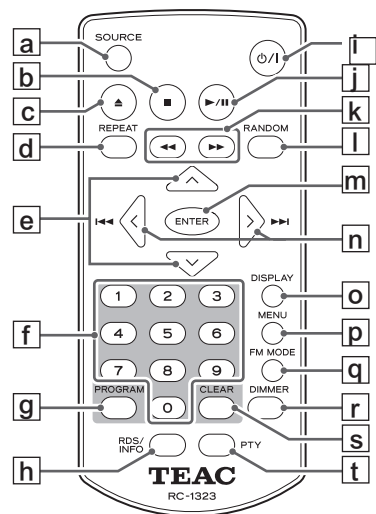 SOURCE
a
i
b
j
c
k
REPEAT
RANDOM
d
l
m
e
ENTER
n
DISPLAY
o
1 2 3
MENU
f
4 5 6
p
FM MODE
7 8 9
q
PROGRAM
CLEAR
DIMMER
g
0
r
s
RDS/
INFO
PTY
h
t
TEAC
RC-1323